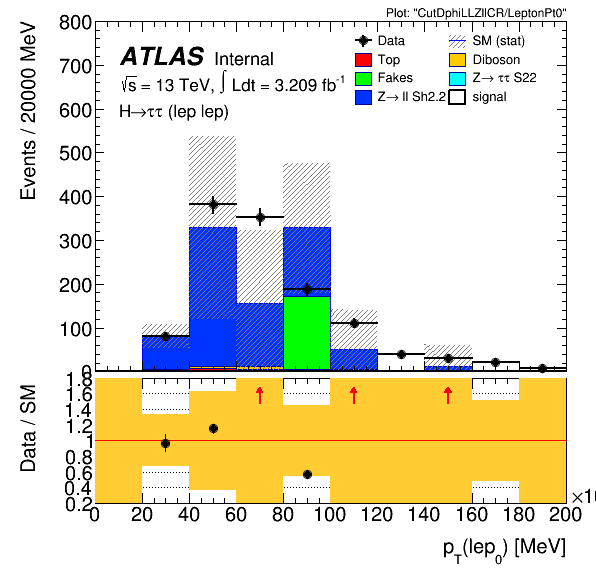 Plot: "CutDphiLLZllCR/LeptonPt0"
ATLAS Internal
√s = 13 TeV, ∫ Ldt = 3.209 fb⁻¹
H→ττ (lep lep)
Data
SM (stat)
Top
Diboson
Fakes
Z→ ττ S22
Z→ ll Sh2.2
signal
Events / 20000 MeV
800
700
600
500
400
300
200
100
0
Data / SM
1.8
1.6
1.4
1.2
1
0.8
0.6
0.4
0.2
0 20 40 60 80 100 120 140 160 180 200
p_T(lep_0) [MeV]